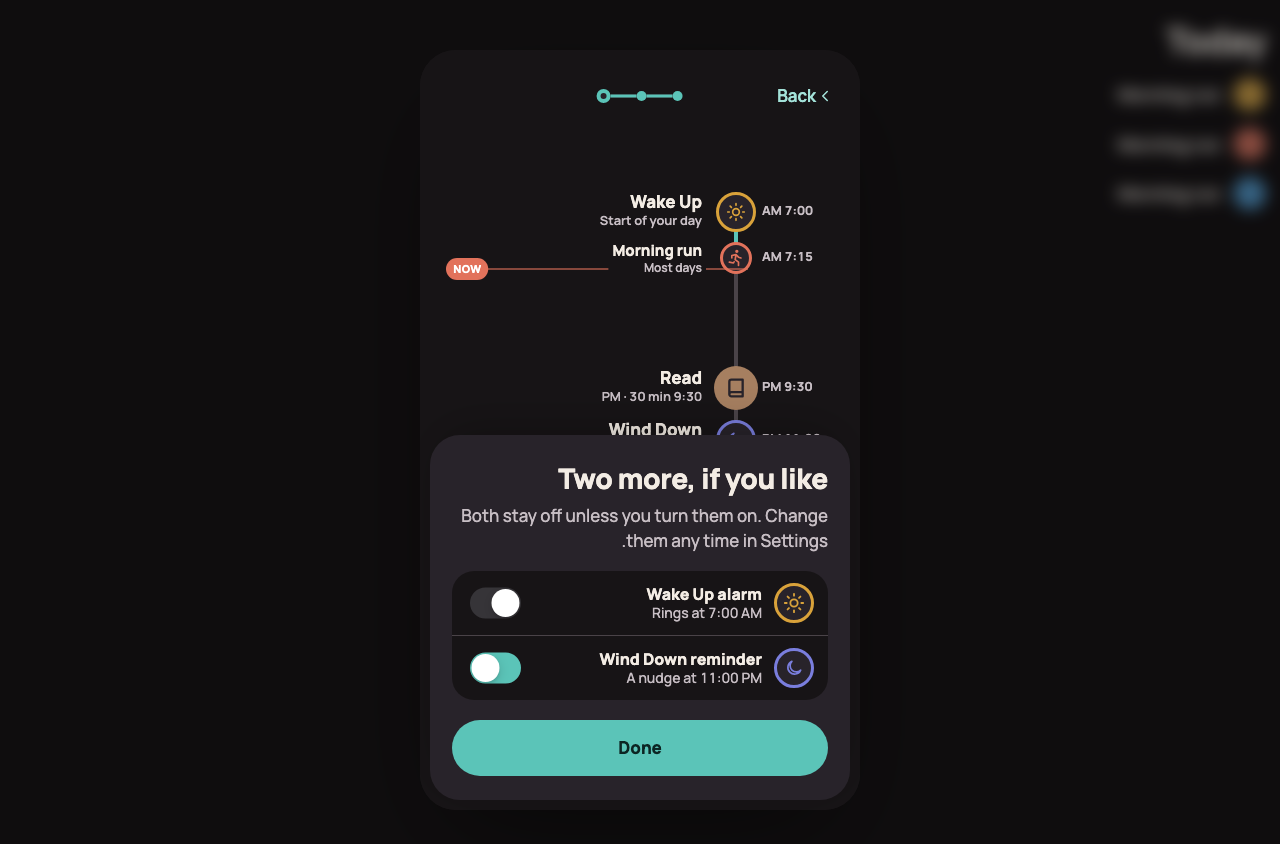 Today
Back
Wake Up
Start of your day
AM 7:00
Morning run
Most days
AM 7:15
NOW
Read
PM · 30 min 9:30
PM 9:30
Wind Down
Two more, if you like
Both stay off unless you turn them on. Change
.them any time in Settings
Wake Up alarm
Rings at 7:00 AM
Wind Down reminder
A nudge at 11:00 PM
Done